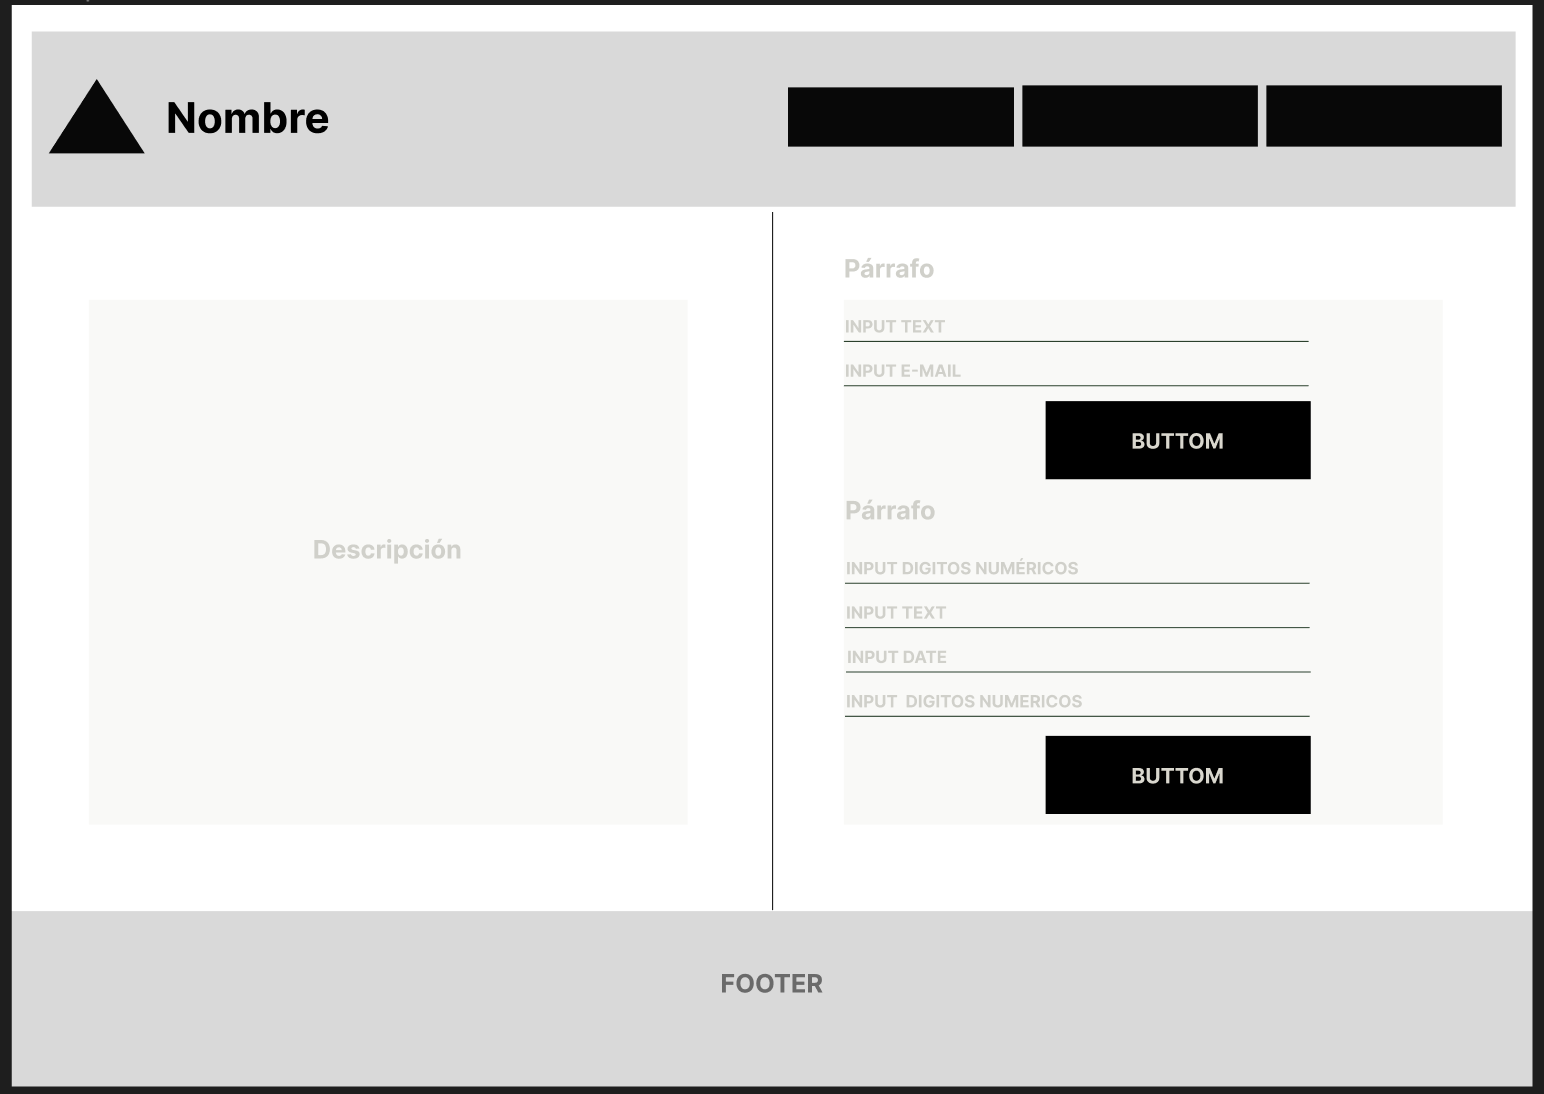 Nombre
Descripción
Párrafo
INPUT TEXT
INPUT E-MAIL
BUTTOM
Párrafo
INPUT DIGITOS NUMÉRICOS
INPUT TEXT
INPUT DATE
INPUT  DIGITOS NUMERICOS
BUTTOM
FOOTER